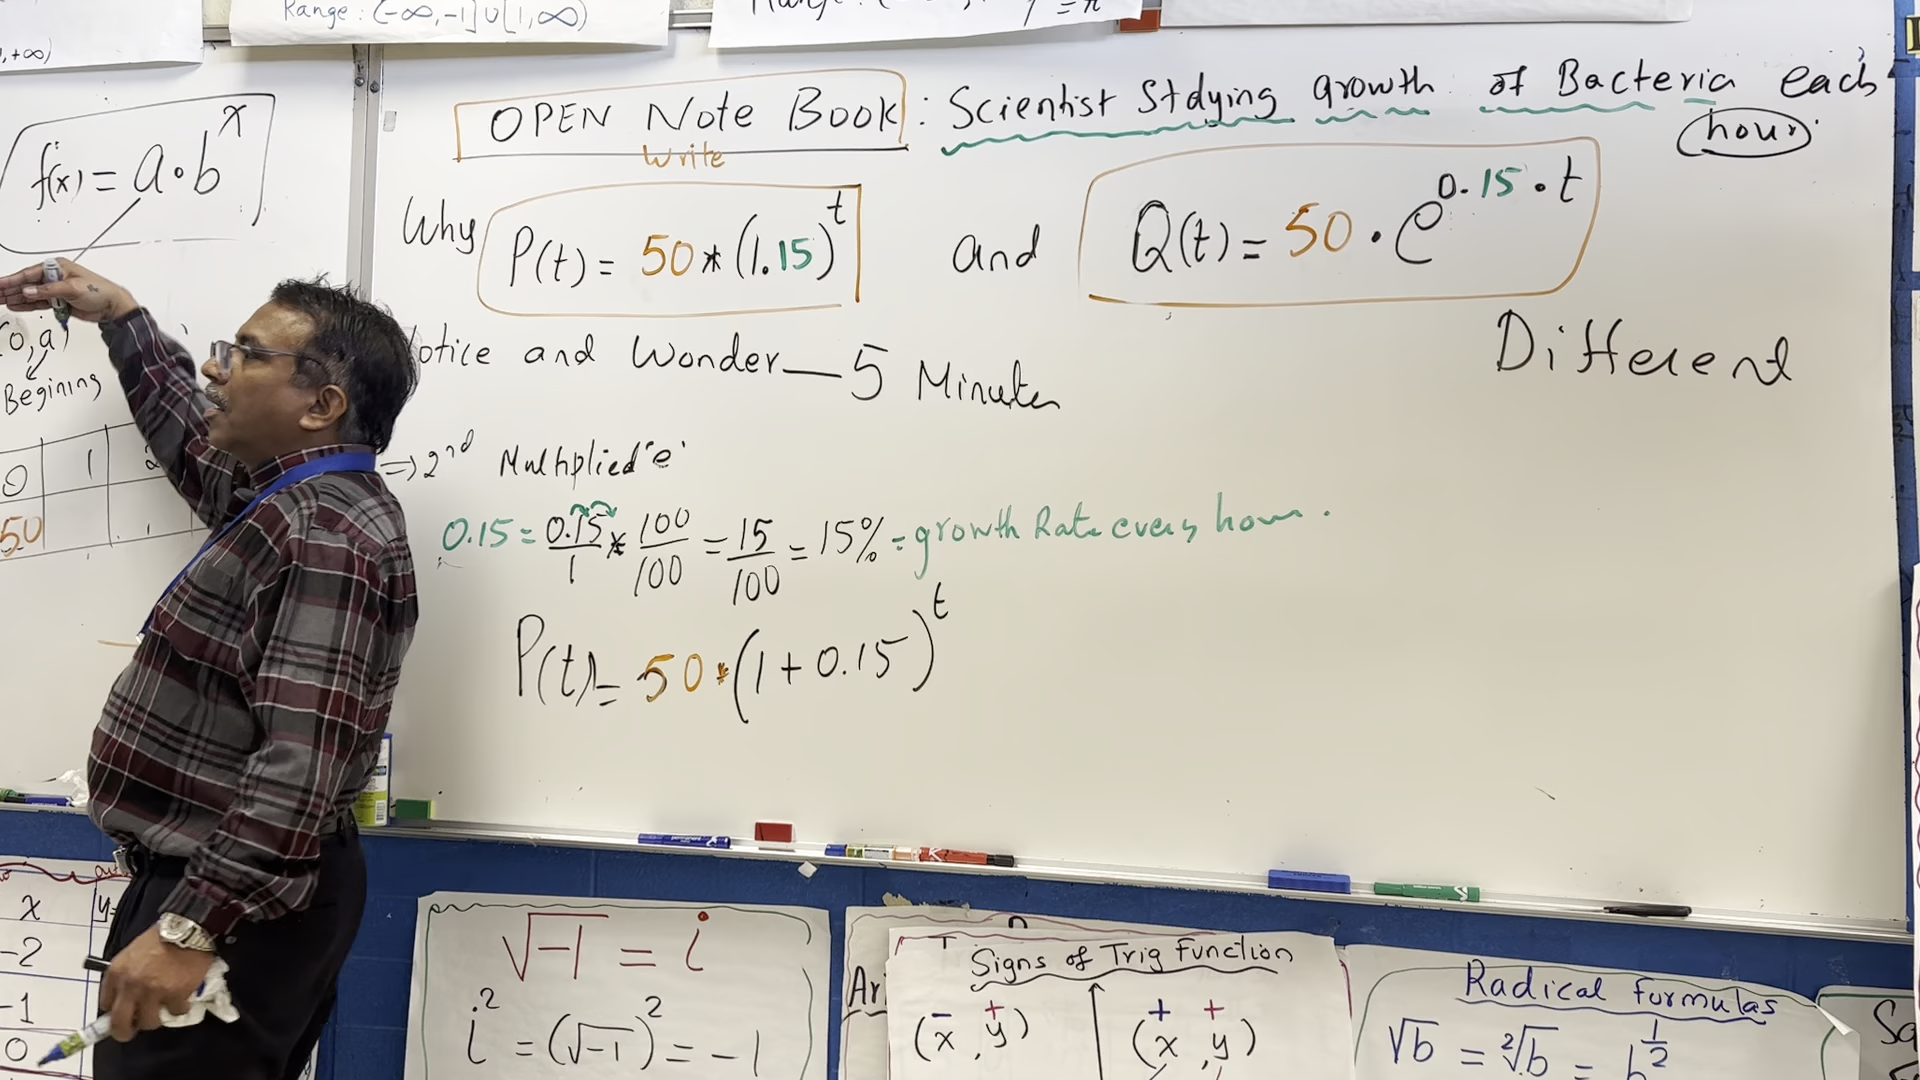 Range: (-∞, -1] ∪ [1, ∞)
, +∞)
f(x) = a • b^x
OPEN Note Book : Scientist Stdying growth of Bacteria each hour.
Write
Why P(t) = 50 * (1.15)^t and Q(t) = 50 • e^0.15 • t
(0, a)
Begining
otice and Wonder — 5 Minutes
Different
0 1 2
50
=> 2nd Multiplied 'e'
0.15 = 0.15/1 * 100/100 = 15/100 = 15% = growth Rate every hour.
P(t) = 50 * (1 + 0.15)^t
x y=
-2
-1
0
√-1 = i
i² = (√-1)² = -1
Ar
Signs of Trig Function
(x, y) (x, y)
- + + +
Radical formulas
√b = ²√b = b^1/2